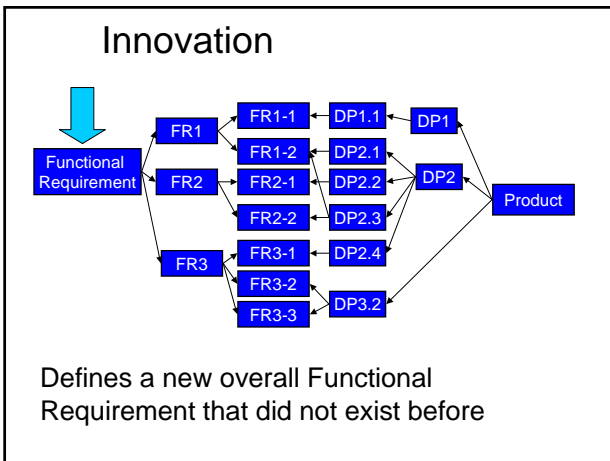 Innovation
Functional
Requirement
FR1
FR2
FR3
FR1-1
FR1-2
FR2-1
FR2-2
FR3-1
FR3-2
FR3-3
DP1.1
DP2.1
DP2.2
DP2.3
DP2.4
DP3.2
DP1
DP2
Product
Defines a new overall Functional
Requirement that did not exist before